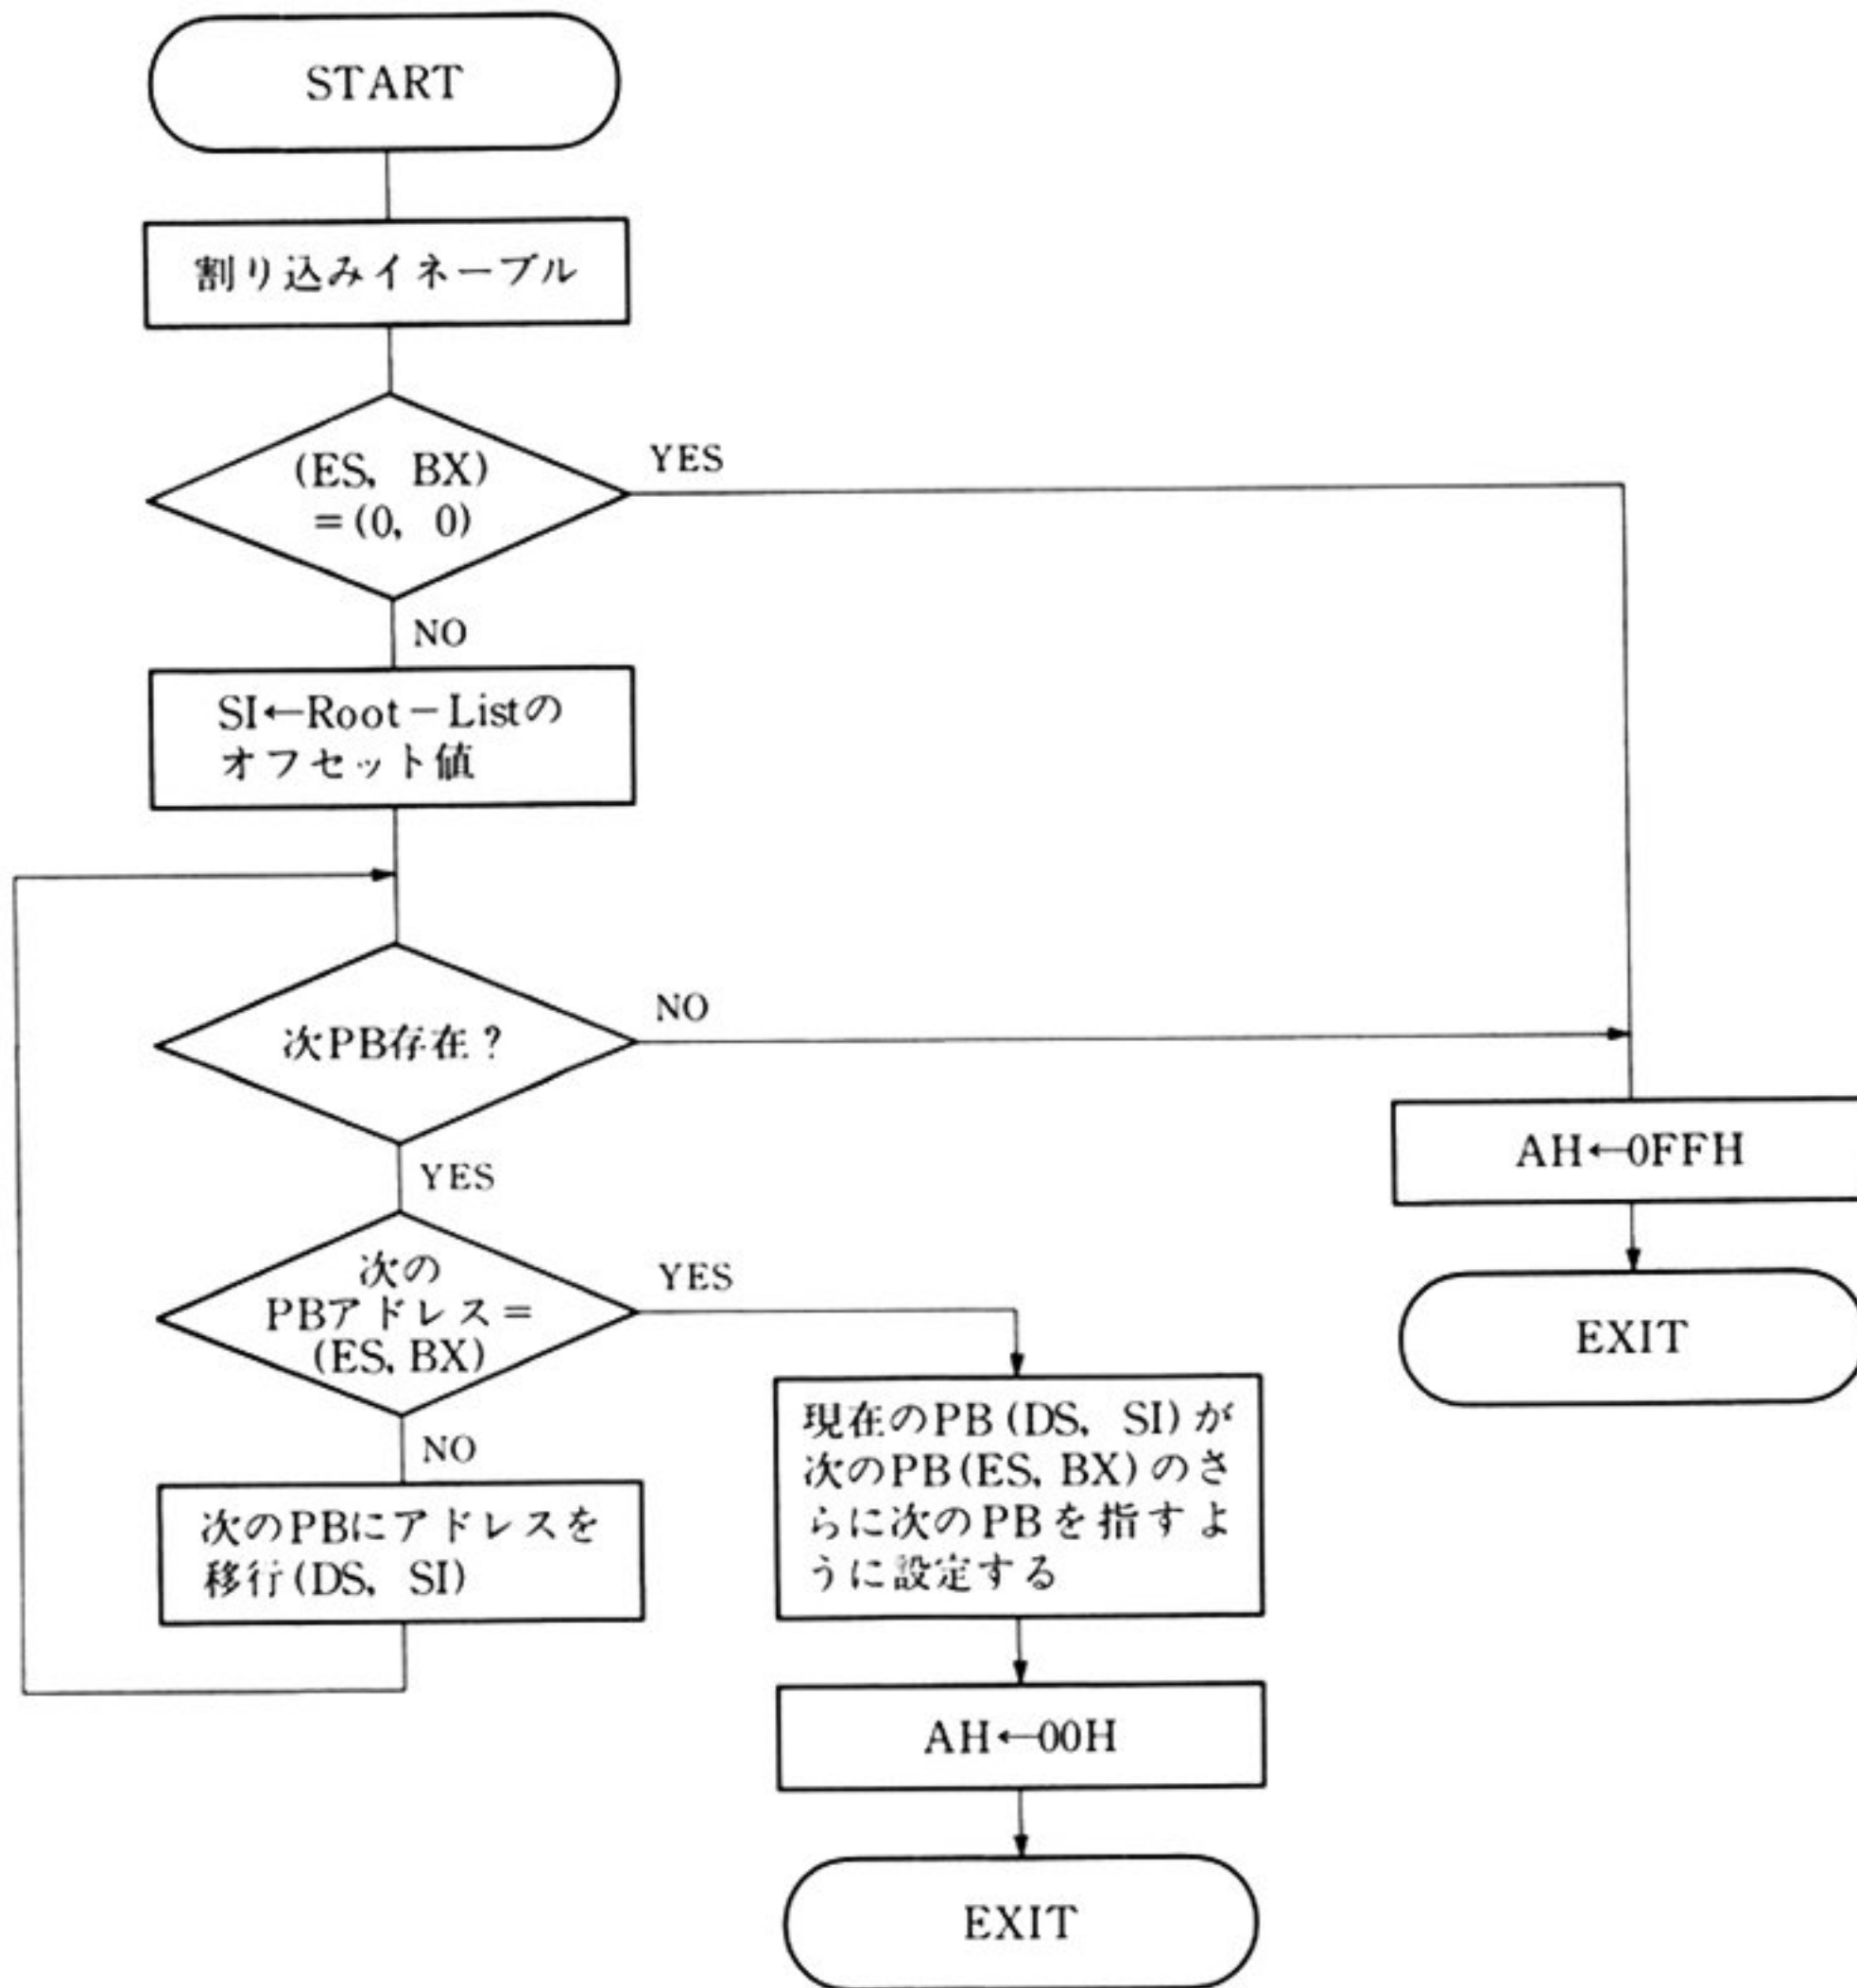 START
割り込みイネーブル
(ES, BX)
=(0, 0)
YES
NO
SI←Root－Listの
オフセット値
次PB存在？
NO
YES
次の
PBアドレス＝
(ES, BX)
YES
NO
次のPBにアドレスを
移行(DS, SI)
現在のPB(DS, SI)が
次のPB(ES, BX)のさ
らに次のPBを指すよ
うに設定する
AH←00H
EXIT
AH←0FFH
EXIT